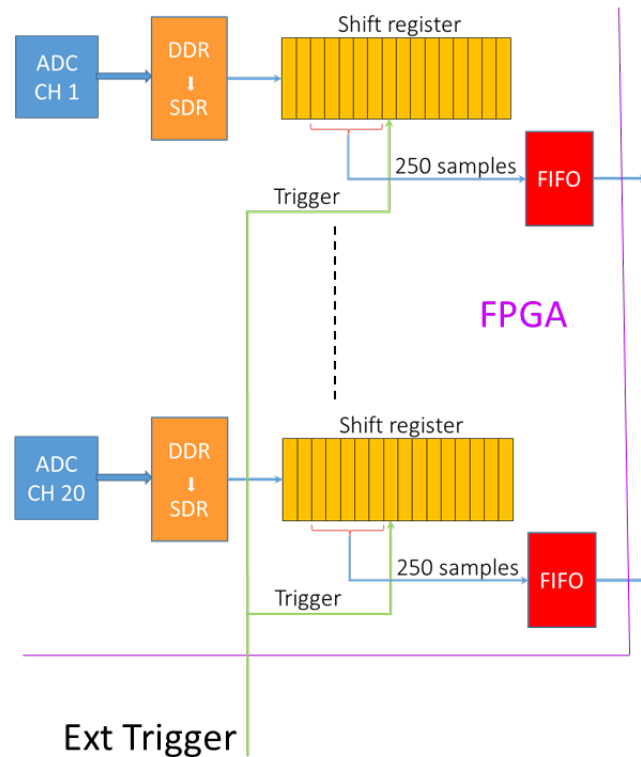 Shift register
ADC
CH 1
DDR
SDR
250 samples
FIFO
Trigger
FPGA
Shift register
ADC
CH 20
DDR
SDR
250 samples
FIFO
Trigger
Ext Trigger